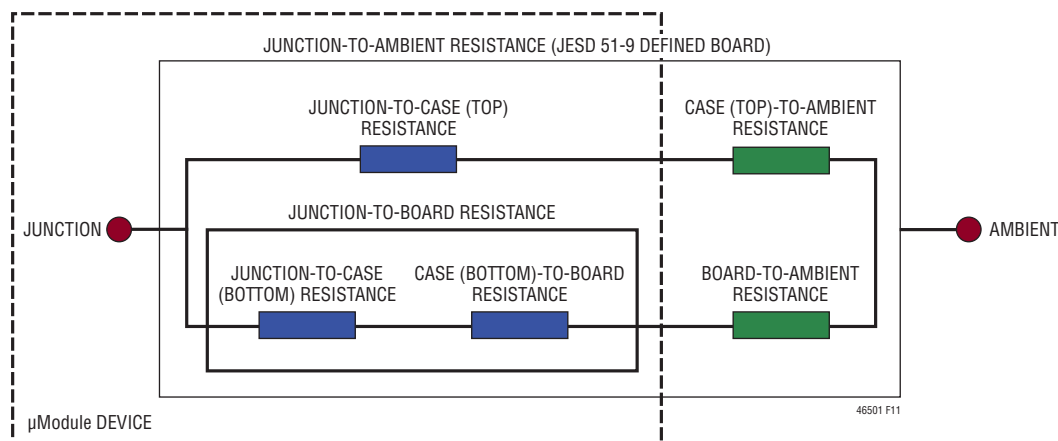 JUNCTION-TO-AMBIENT RESISTANCE (JESD 51-9 DEFINED BOARD)
JUNCTION-TO-CASE (TOP)
RESISTANCE
CASE (TOP)-TO-AMBIENT
RESISTANCE
JUNCTION
JUNCTION-TO-BOARD RESISTANCE
AMBIENT
JUNCTION-TO-CASE
(BOTTOM) RESISTANCE
CASE (BOTTOM)-TO-BOARD
RESISTANCE
BOARD-TO-AMBIENT
RESISTANCE
46501 F11
µModule DEVICE